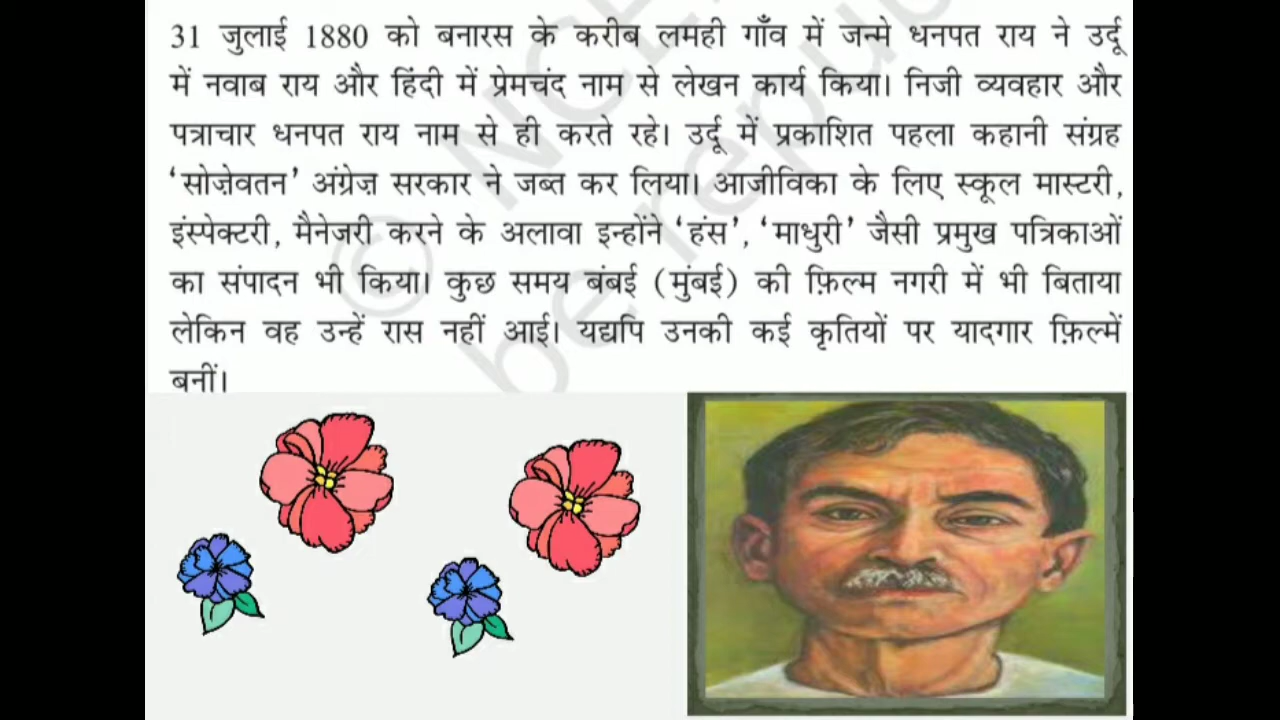 31 जुलाई 1880 को बनारस के करीब लमही गाँव में जन्मे धनपत राय ने उर्दू
में नवाब राय और हिंदी में प्रेमचंद नाम से लेखन कार्य किया। निजी व्यवहार और
पत्राचार धनपत राय नाम से ही करते रहे। उर्दू में प्रकाशित पहला कहानी संग्रह
‘सोज़ेवतन’ अंग्रेज़ सरकार ने जब्त कर लिया। आजीविका के लिए स्कूल मास्टरी,
इंस्पेक्टरी, मैनेजरी करने के अलावा इन्होंने ‘हंस’, ‘माधुरी’ जैसी प्रमुख पत्रिकाओं
का संपादन भी किया। कुछ समय बंबई (मुंबई) की फ़िल्म नगरी में भी बिताया
लेकिन वह उन्हें रास नहीं आई। यद्यपि उनकी कई कृतियों पर यादगार फ़िल्में
बनीं।